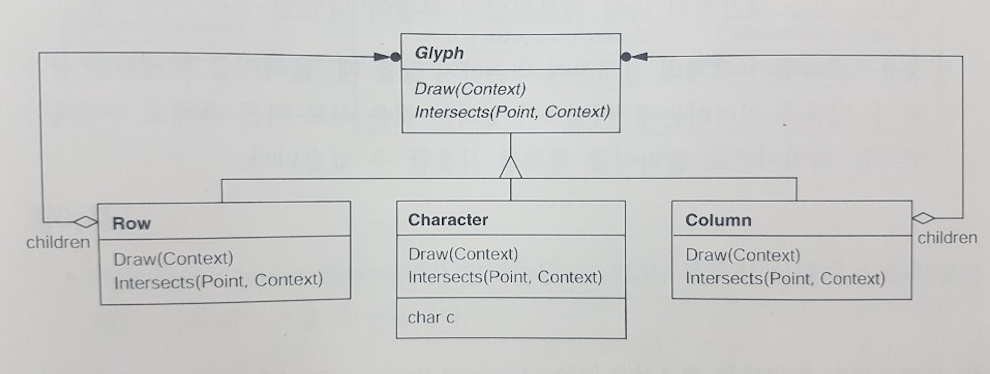 Glyph
Draw(Context)
Intersects(Point, Context)
children
Row
Draw(Context)
Intersects(Point, Context)
Character
Draw(Context)
Intersects(Point, Context)
char c
Column
Draw(Context)
Intersects(Point, Context)
children